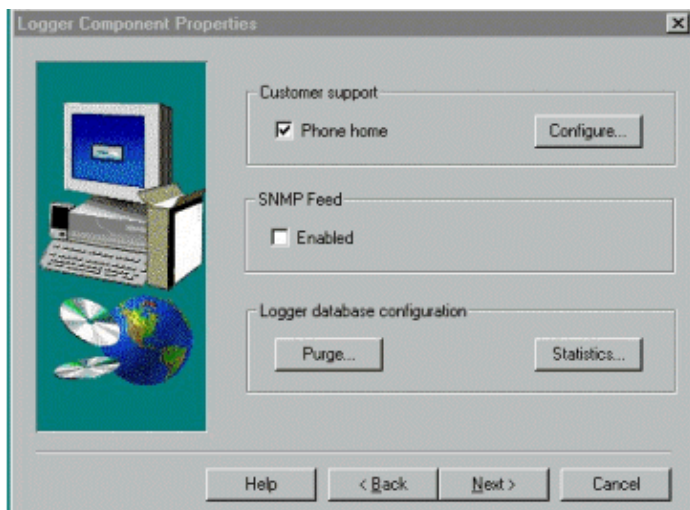 Logger Component Properties
Customer support
Phone home
Configure...
SNMP Feed
Enabled
Logger database configuration
Purge...
Statistics...
Help
< Back
Next >
Cancel